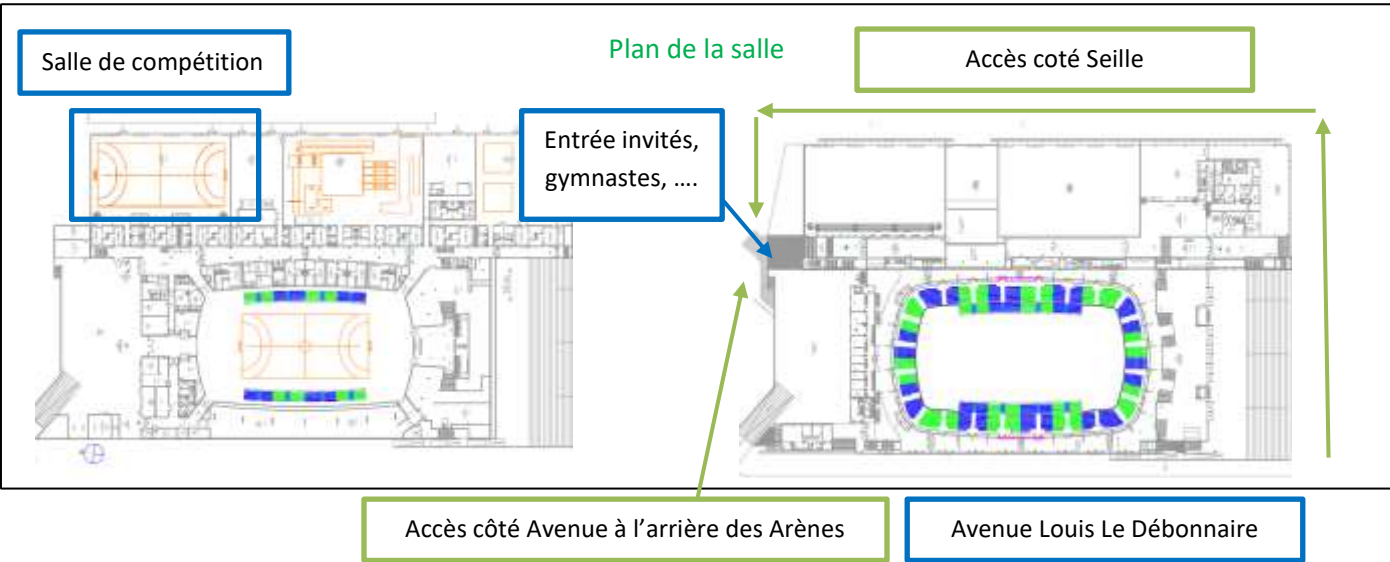 Plan de la salle
Salle de compétition
Accès coté Seille
Entrée invités,
gymnastes, ....
Accès côté Avenue à l'arrière des Arènes
Avenue Louis Le Débonnaire